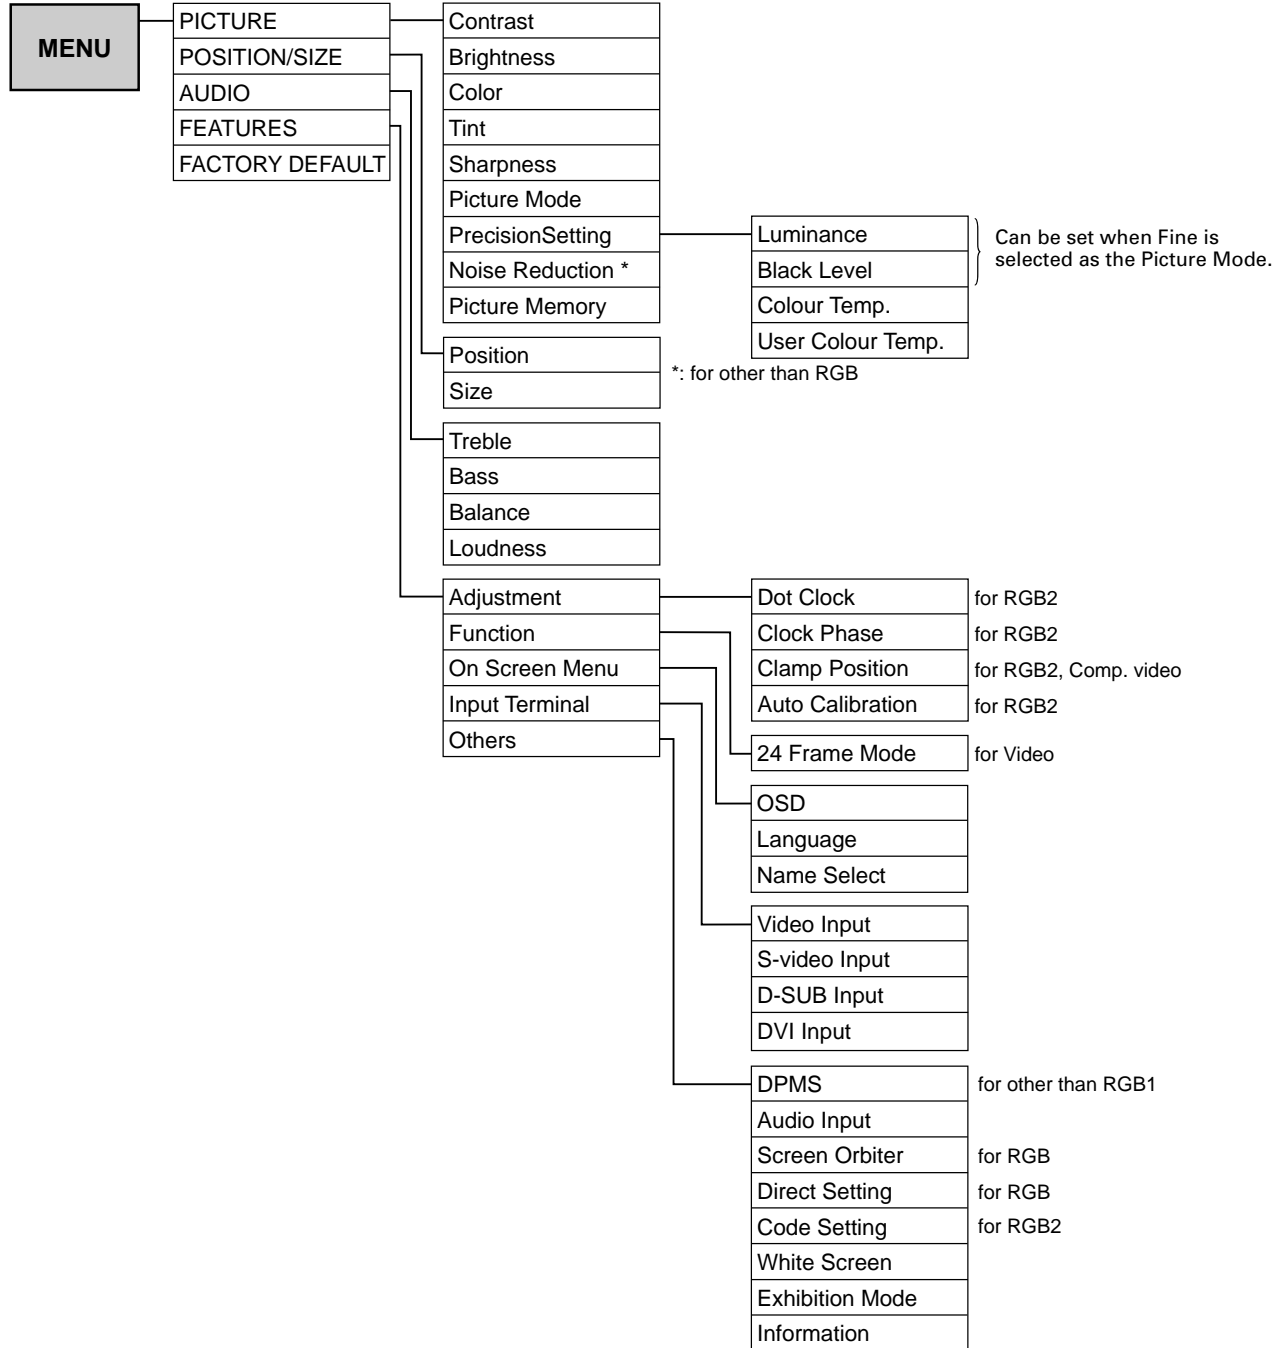 MENU
PICTURE
POSITION/SIZE
AUDIO
FEATURES
FACTORY DEFAULT
Contrast
Brightness
Color
Tint
Sharpness
Picture Mode
PrecisionSetting
Noise Reduction *
Picture Memory
Luminance
Black Level
Colour Temp.
User Colour Temp.
Can be set when Fine is
selected as the Picture Mode.
Position
Size
*: for other than RGB
Treble
Bass
Balance
Loudness
Adjustment
Function
On Screen Menu
Input Terminal
Others
Dot Clock for RGB2
Clock Phase for RGB2
Clamp Position for RGB2, Comp. video
Auto Calibration for RGB2
24 Frame Mode for Video
OSD
Language
Name Select
Video Input
S-video Input
D-SUB Input
DVI Input
DPMS for other than RGB1
Audio Input
Screen Orbiter for RGB
Direct Setting for RGB
Code Setting for RGB2
White Screen
Exhibition Mode
Information